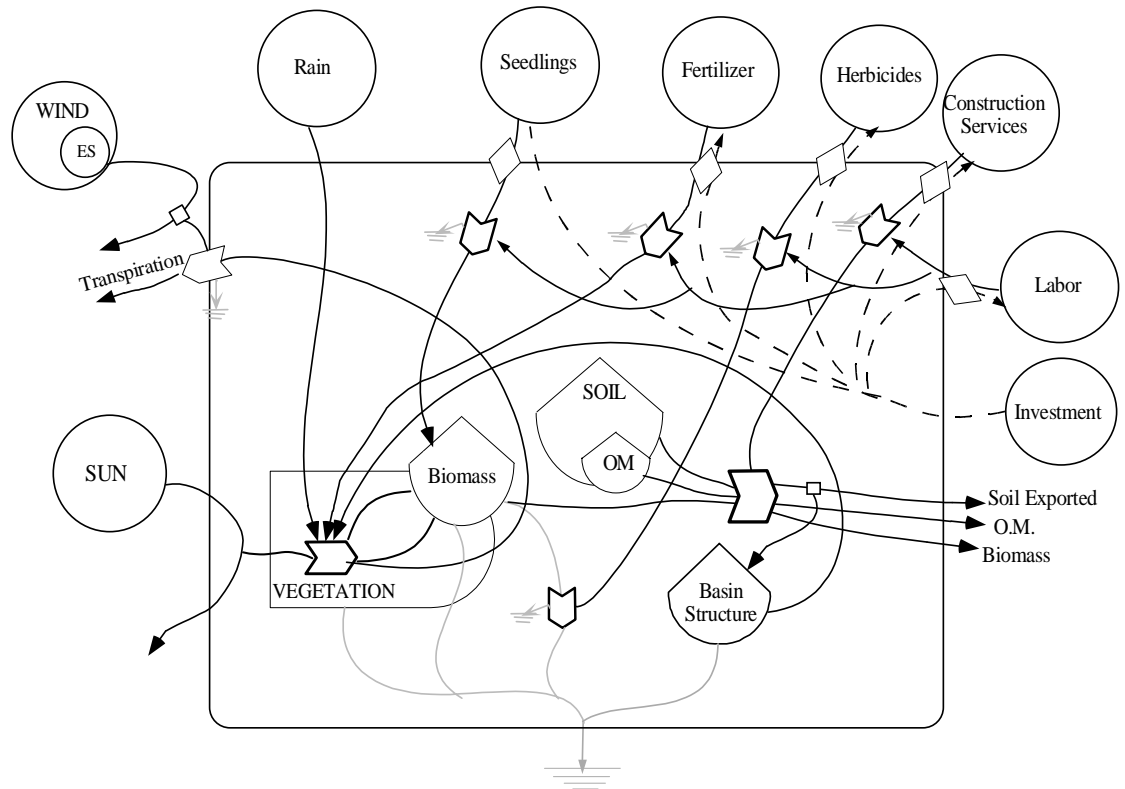 Rain
Seedlings
Fertilizer
Herbicides
Construction
Services
WIND
ES
Transpiration
Labor
Investment
SUN
SOIL
OM
Biomass
VEGETATION
Basin
Structure
Soil Exported
O.M.
Biomass